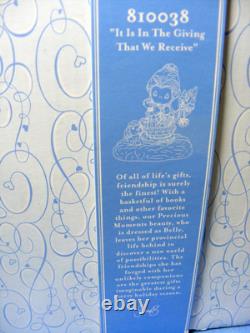 810038
"It Is In The Giving
That We Receive"
Of all of life's gifts,
friendship is surely
the finest! With a
basketful of books
and other favorite
things, our Precious
Moments beauty, who
is dressed as Belle,
leaves her provincial
life behind to
discover a new world
of possibilities. The
friendships she has
forged with her
unlikely companions
are the greatest gifts
imaginable during a
holiday season.